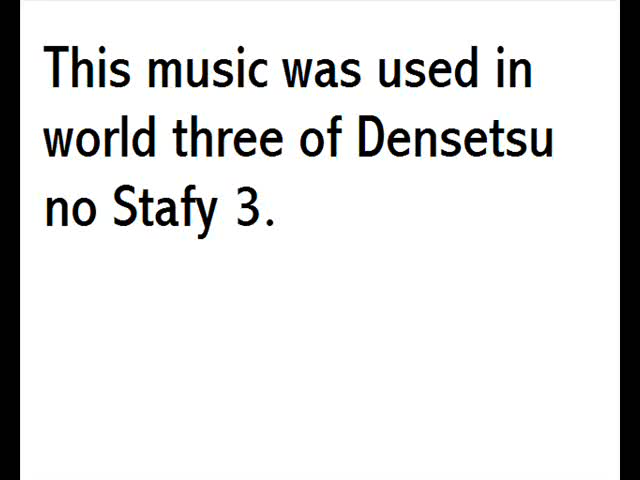 This music was used in
world three of Densetsu
no Stafy 3.